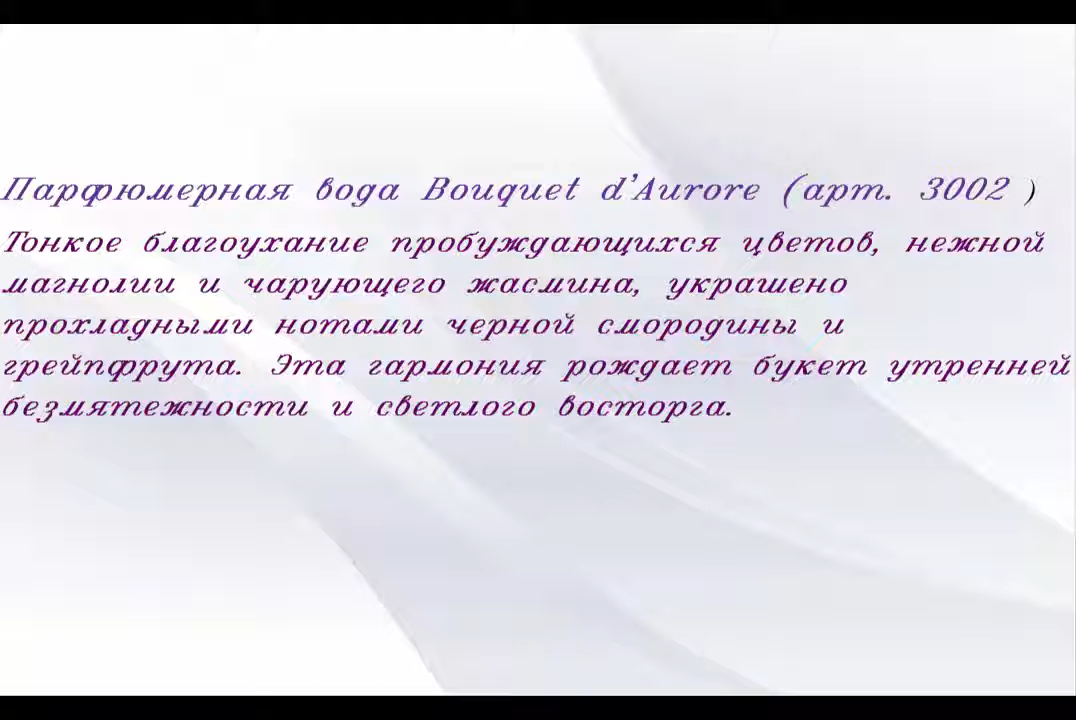 Парфюмерная вода Bouquet d’Aurore (арт. 3002 )
Тонкое благоухание пробуждающихся цветов, нежной
магнолии и чарующего жасмина, украшено
прохладными нотами черной смородины и
грейпфрута. Эта гармония рождает букет утренней
безмятежности и светлого восторга.